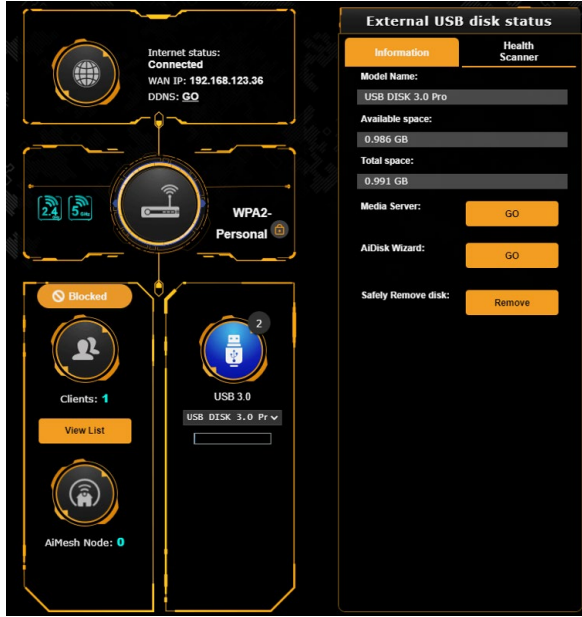 Internet status:
Connected
WAN IP: 192.168.123.36
DDNS: GO
2.4
5 GHz
WPA2-
Personal
Blocked
Clients: 1
View List
AiMesh Node: 0
2
USB 3.0
USB DISK 3.0 Pr
External USB disk status
Information
Health
Scanner
Model Name:
USB DISK 3.0 Pro
Available space:
0.986 GB
Total space:
0.991 GB
Media Server:
GO
AiDisk Wizard:
GO
Safely Remove disk:
Remove